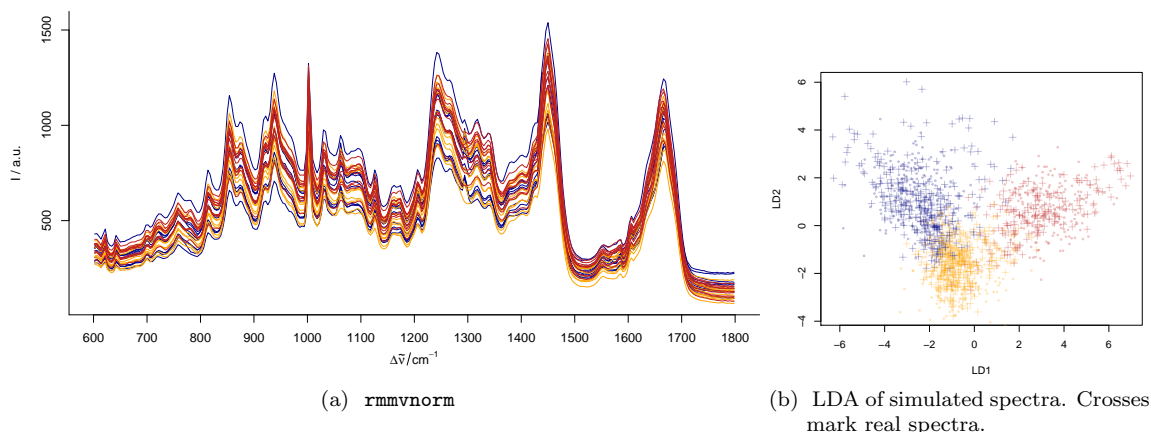 1500
1000
500
I / a.u.
600 700 800 900 1000 1100 1200 1300 1400 1500 1600 1700 1800
Δν̃/cm⁻¹
(a) rmmvnorm
6
4
2
0
−2
−4
LD2
−6 −4 −2 0 2 4 6
LD1
(b) LDA of simulated spectra. Crosses
mark real spectra.